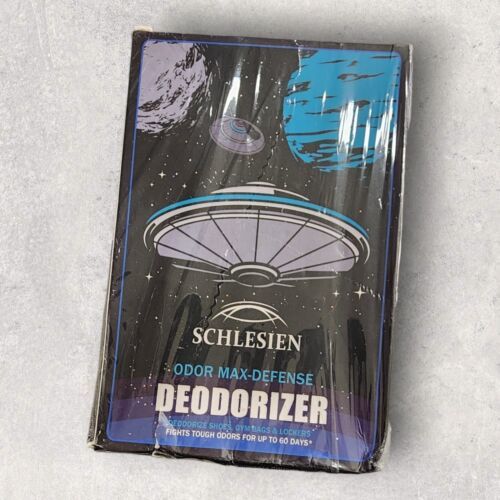 SCHLESIEN
ODOR MAX-DEFENSE
DEODORIZER
DEODORIZE SHOES, GYM BAGS & LOCKERS
FIGHTS TOUGH ODORS FOR UP TO 60 DAYS*